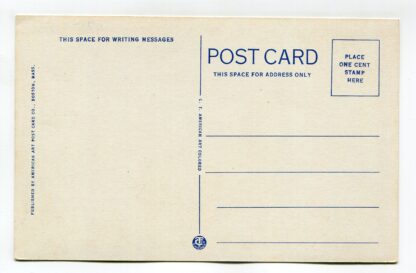 THIS SPACE FOR WRITING MESSAGES
POST CARD
THIS SPACE FOR ADDRESS ONLY
PLACE
ONE CENT
STAMP
HERE
PUBLISHED BY AMERICAN ART POST CARD CO., BOSTON, MASS.
C. T. AMERICAN ART COLORED